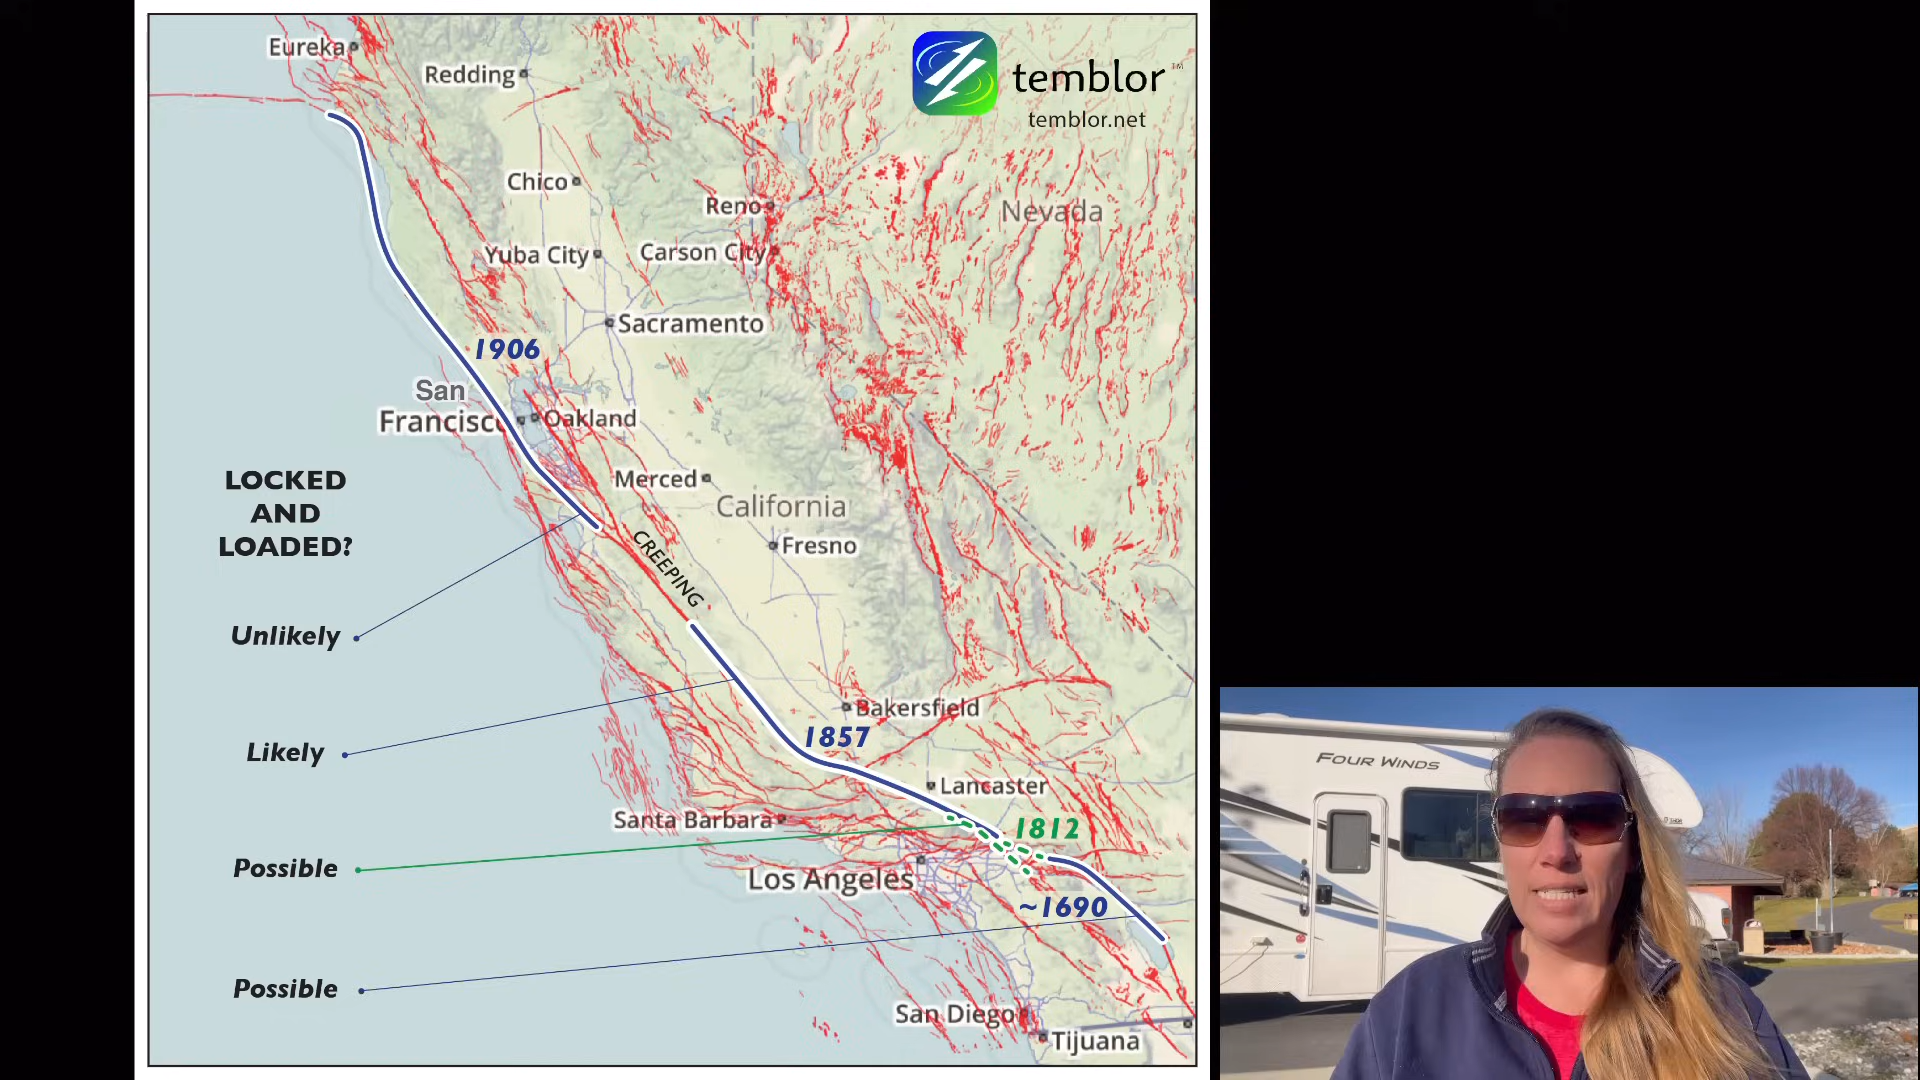 Eureka
Redding
temblor™
temblor.net
Chico
Reno
Nevada
Yuba City
Carson City
Sacramento
1906
San
Francisco
Oakland
LOCKED
AND
LOADED?
Merced
California
CREEPING
Fresno
Unlikely
Likely
Bakersfield
1857
Lancaster
Santa Barbara
1812
Possible
Los Angeles
~1690
Possible
San Diego
Tijuana
FOUR WINDS